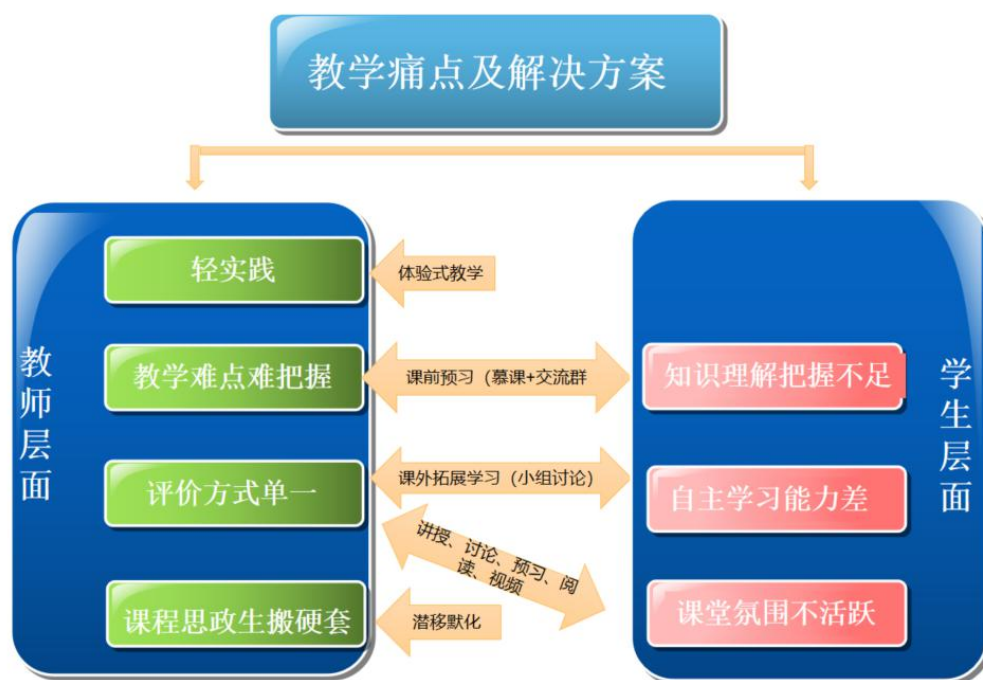 教学痛点及解决方案
教师层面
轻实践
体验式教学
教学难点难把握
课前预习（慕课+交流群
知识理解把握不足
评价方式单一
课外拓展学习（小组讨论）
自主学习能力差
讲授、讨论、预习、阅
读、视频
课程思政生搬硬套
潜移默化
课堂氛围不活跃
学生层面